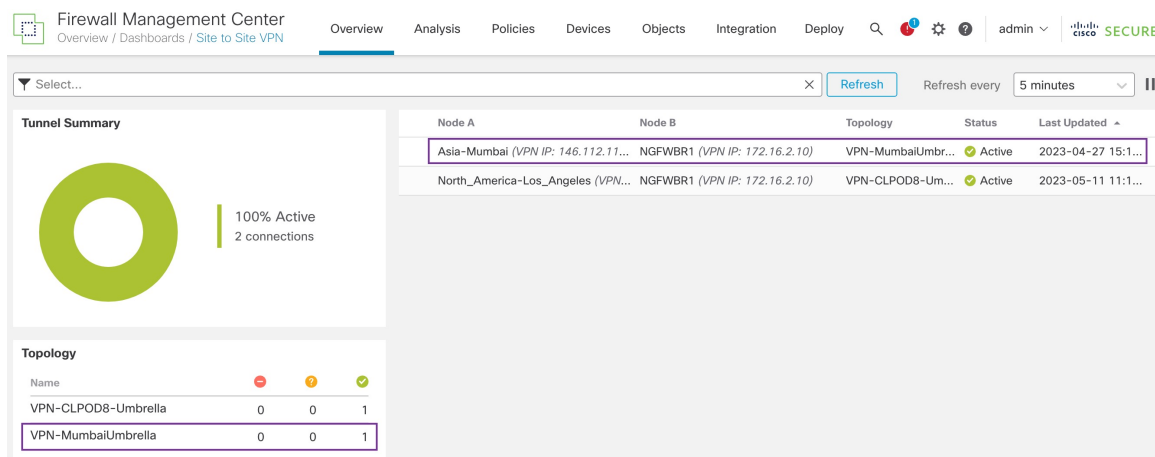 Firewall Management Center
Overview / Dashboards / Site to Site VPN
Overview Analysis Policies Devices Objects Integration Deploy admin cisco SECURE
Select... Refresh Refresh every 5 minutes
Tunnel Summary
100% Active
2 connections
Node A Node B Topology Status Last Updated
Asia-Mumbai (VPN IP: 146.112.11... NGFWBR1 (VPN IP: 172.16.2.10) VPN-MumbaiUmbr... Active 2023-04-27 15:1...
North_America-Los_Angeles (VPN... NGFWBR1 (VPN IP: 172.16.2.10) VPN-CLPOD8-Um... Active 2023-05-11 11:1...
Topology
Name
VPN-CLPOD8-Umbrella 0 0 1
VPN-MumbaiUmbrella 0 0 1